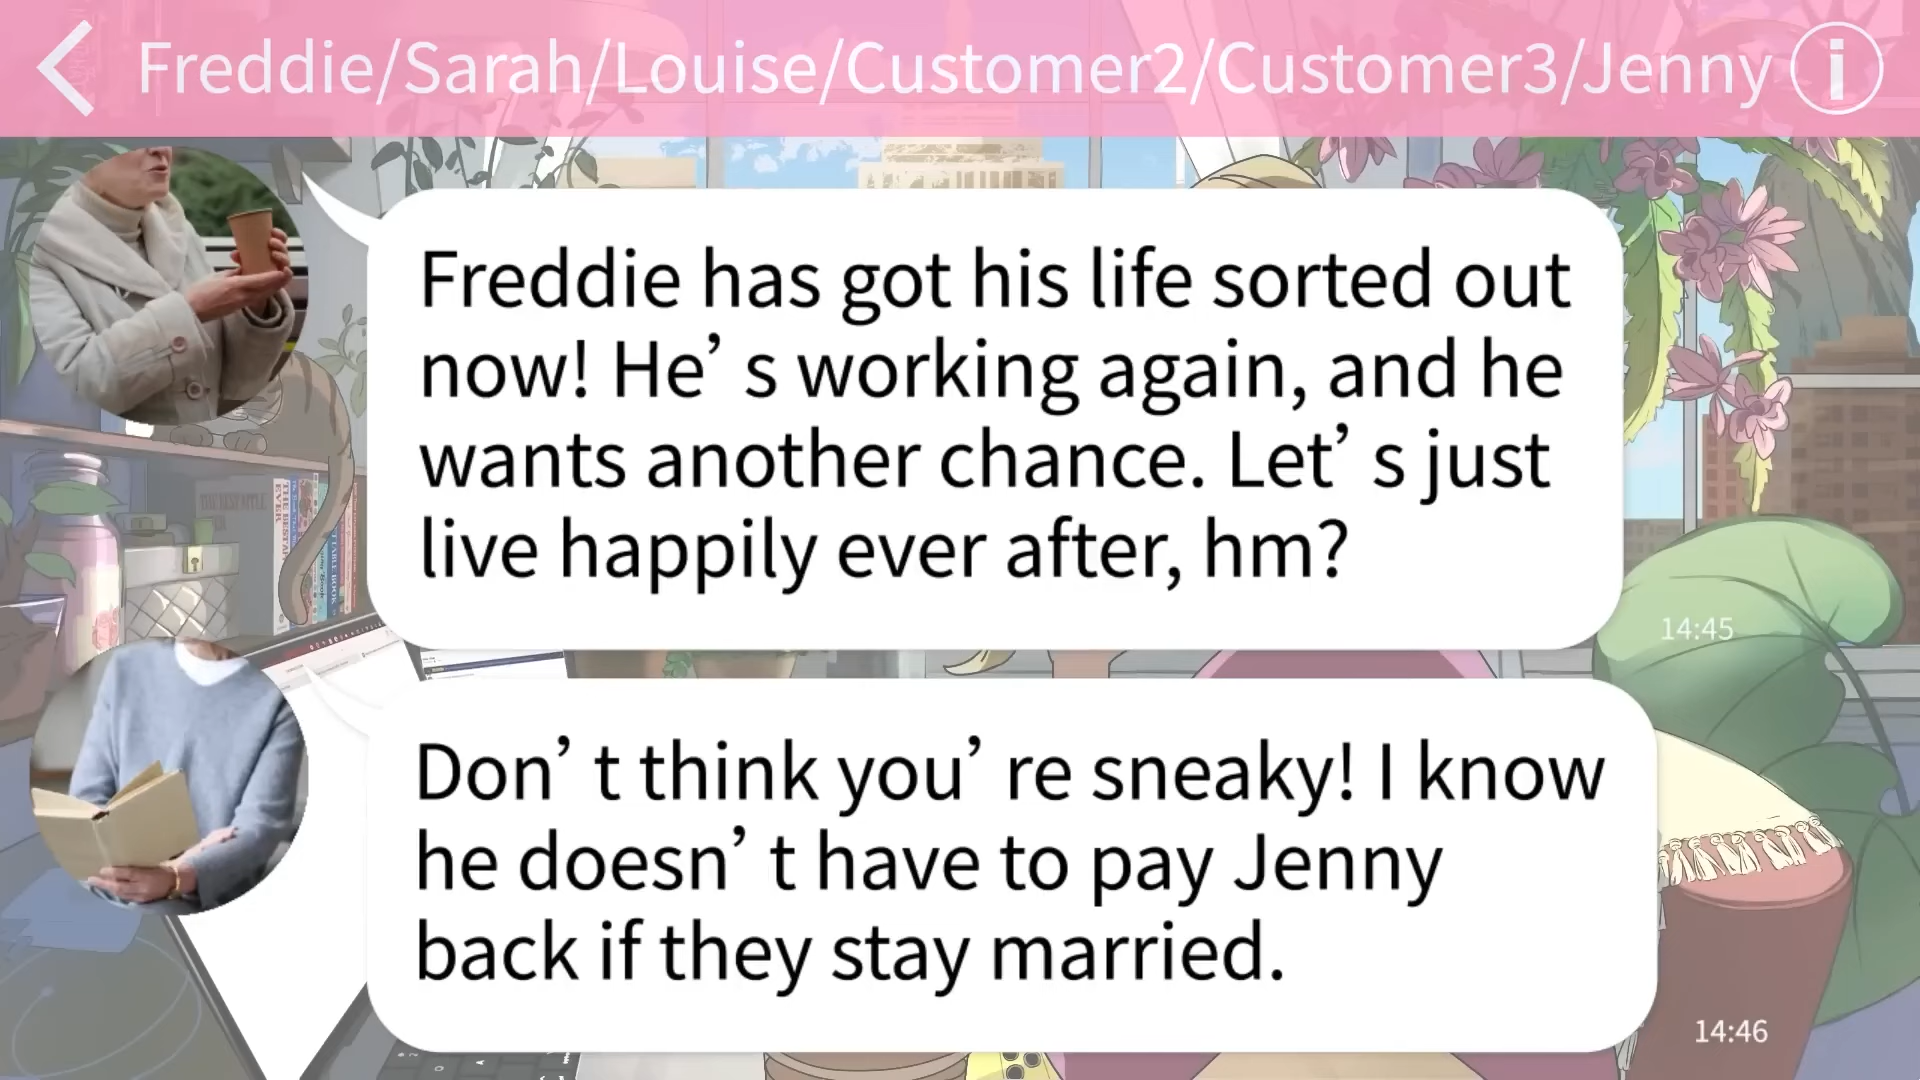 Freddie/Sarah/Louise/Customer2/Customer3/Jenny
Freddie has got his life sorted out
now! He’s working again, and he
wants another chance. Let’s just
live happily ever after, hm?
14:45
Don’t think you’re sneaky! I know
he doesn’t have to pay Jenny
back if they stay married.
14:46